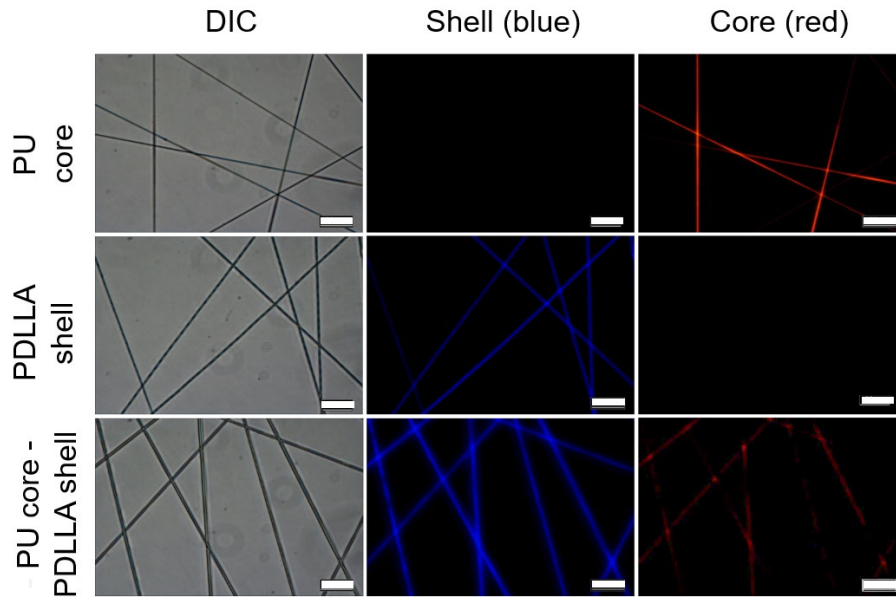 DIC
Shell (blue)
Core (red)
PU
core
PDLLA
shell
PU core -
PDLLA shell